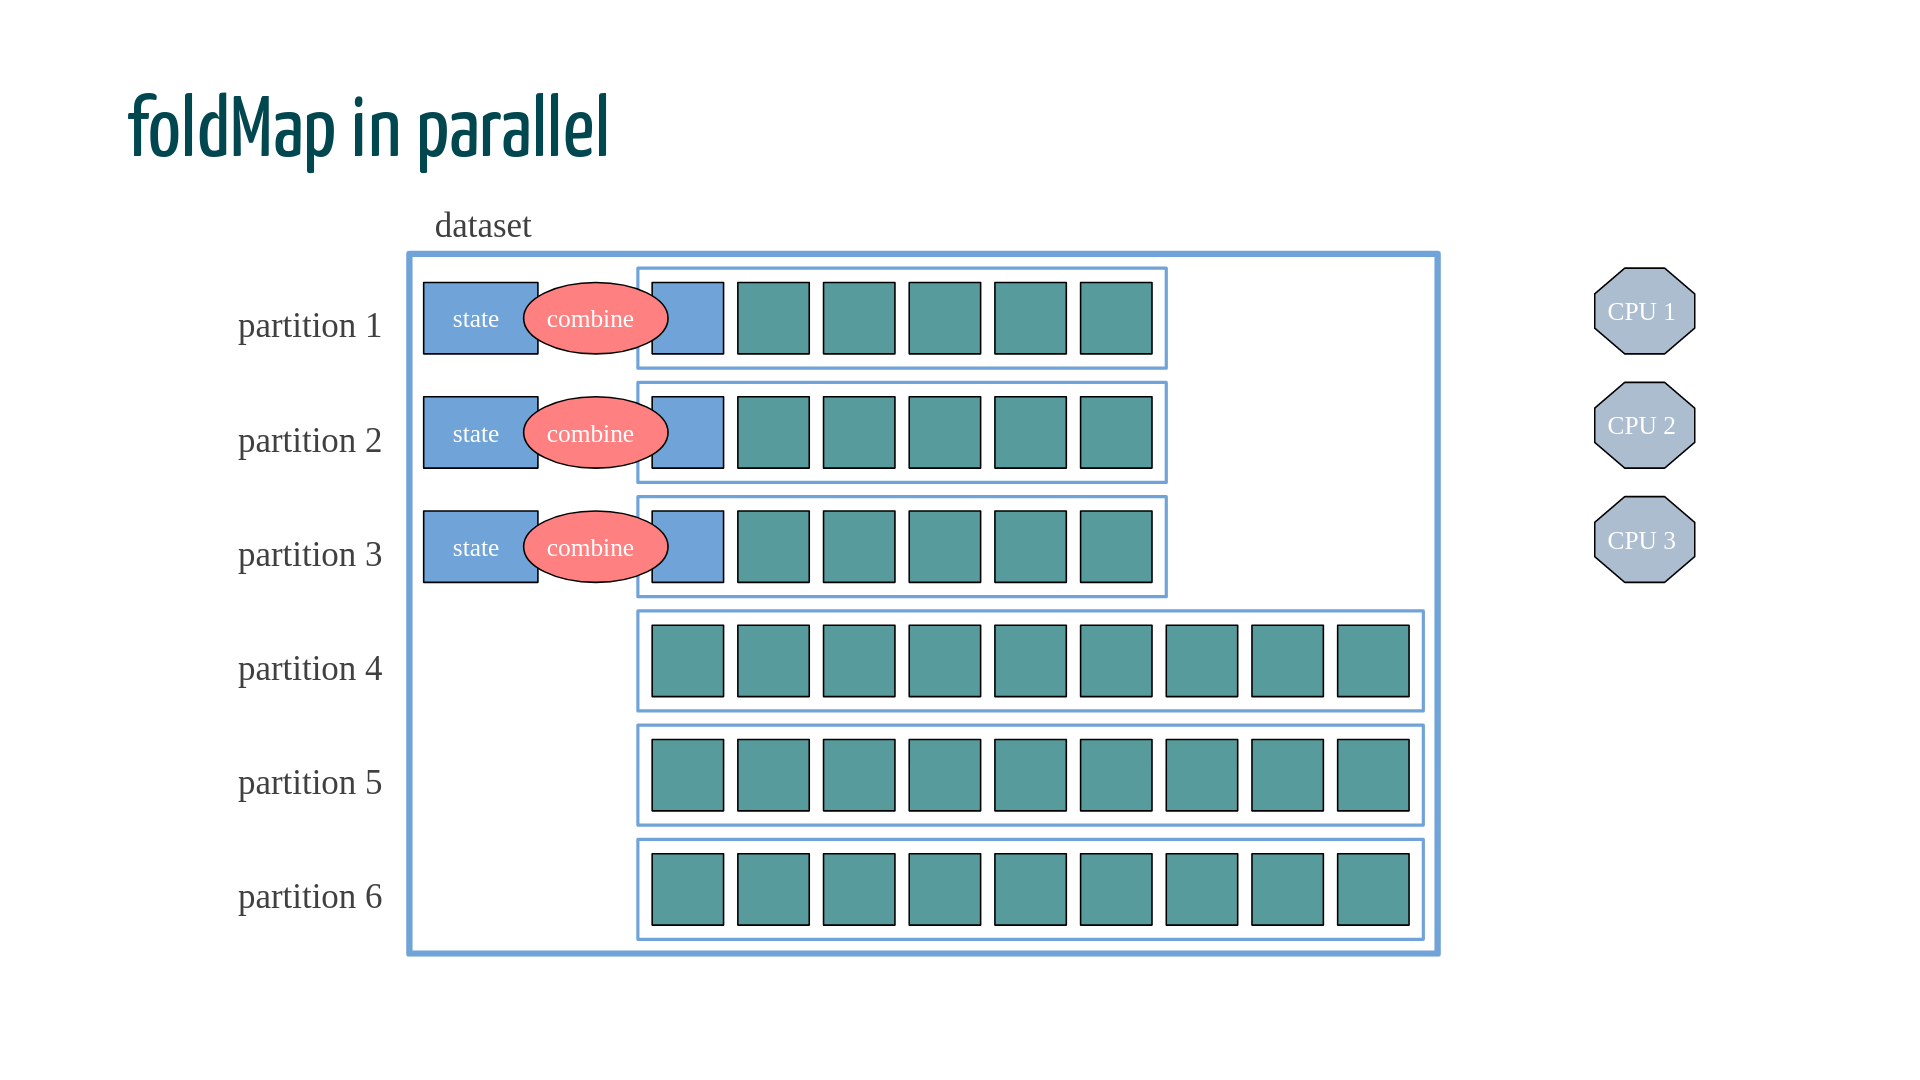 foldMap in parallel
dataset
partition 1
state
combine
CPU 1
partition 2
state
combine
CPU 2
partition 3
state
combine
CPU 3
partition 4
partition 5
partition 6